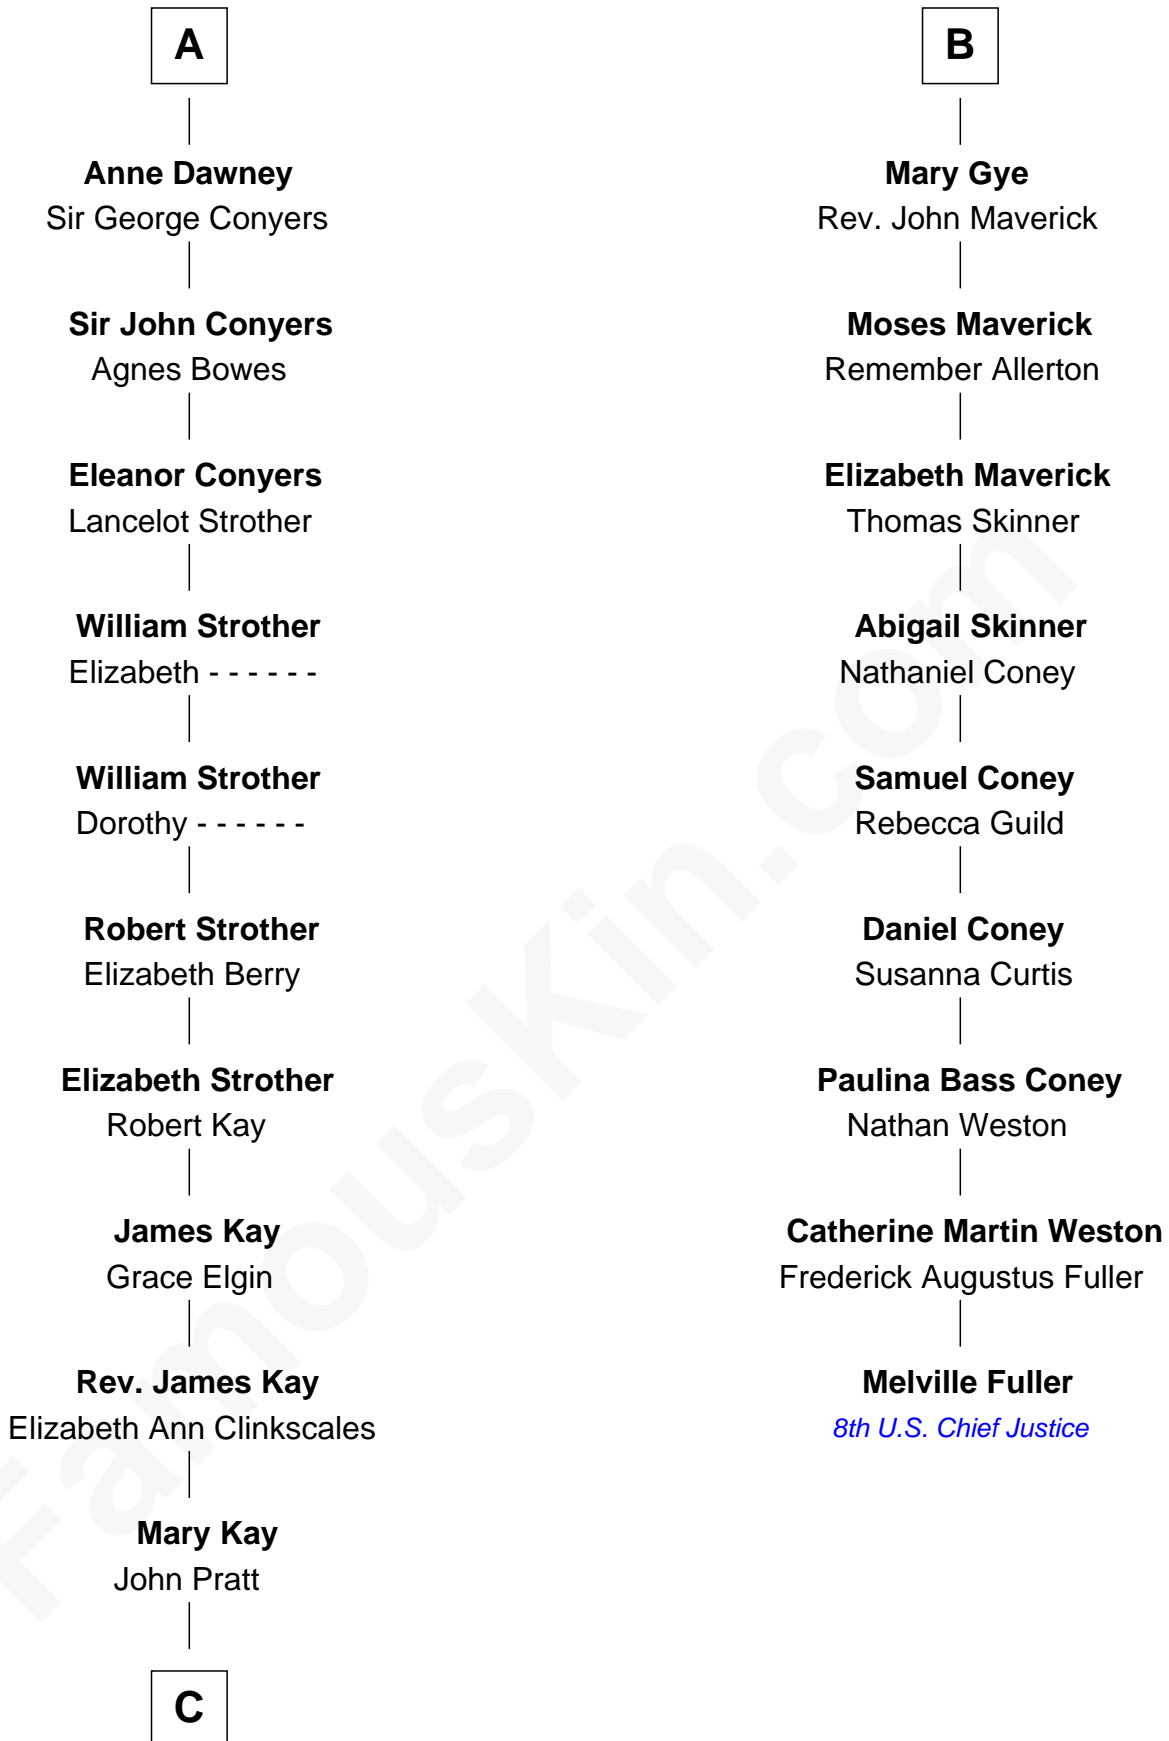 A
Anne Dawney
Sir George Conyers
Sir John Conyers
Agnes Bowes
Eleanor Conyers
Lancelot Strother
William Strother
Elizabeth - - - - - -
William Strother
Dorothy - - - - - -
Robert Strother
Elizabeth Berry
Elizabeth Strother
Robert Kay
James Kay
Grace Elgin
Rev. James Kay
Elizabeth Ann Clinkscales
Mary Kay
John Pratt
C
B
Mary Gye
Rev. John Maverick
Moses Maverick
Remember Allerton
Elizabeth Maverick
Thomas Skinner
Abigail Skinner
Nathaniel Coney
Samuel Coney
Rebecca Guild
Daniel Coney
Susanna Curtis
Paulina Bass Coney
Nathan Weston
Catherine Martin Weston
Frederick Augustus Fuller
Melville Fuller
8th U.S. Chief Justice
FamousKin.com